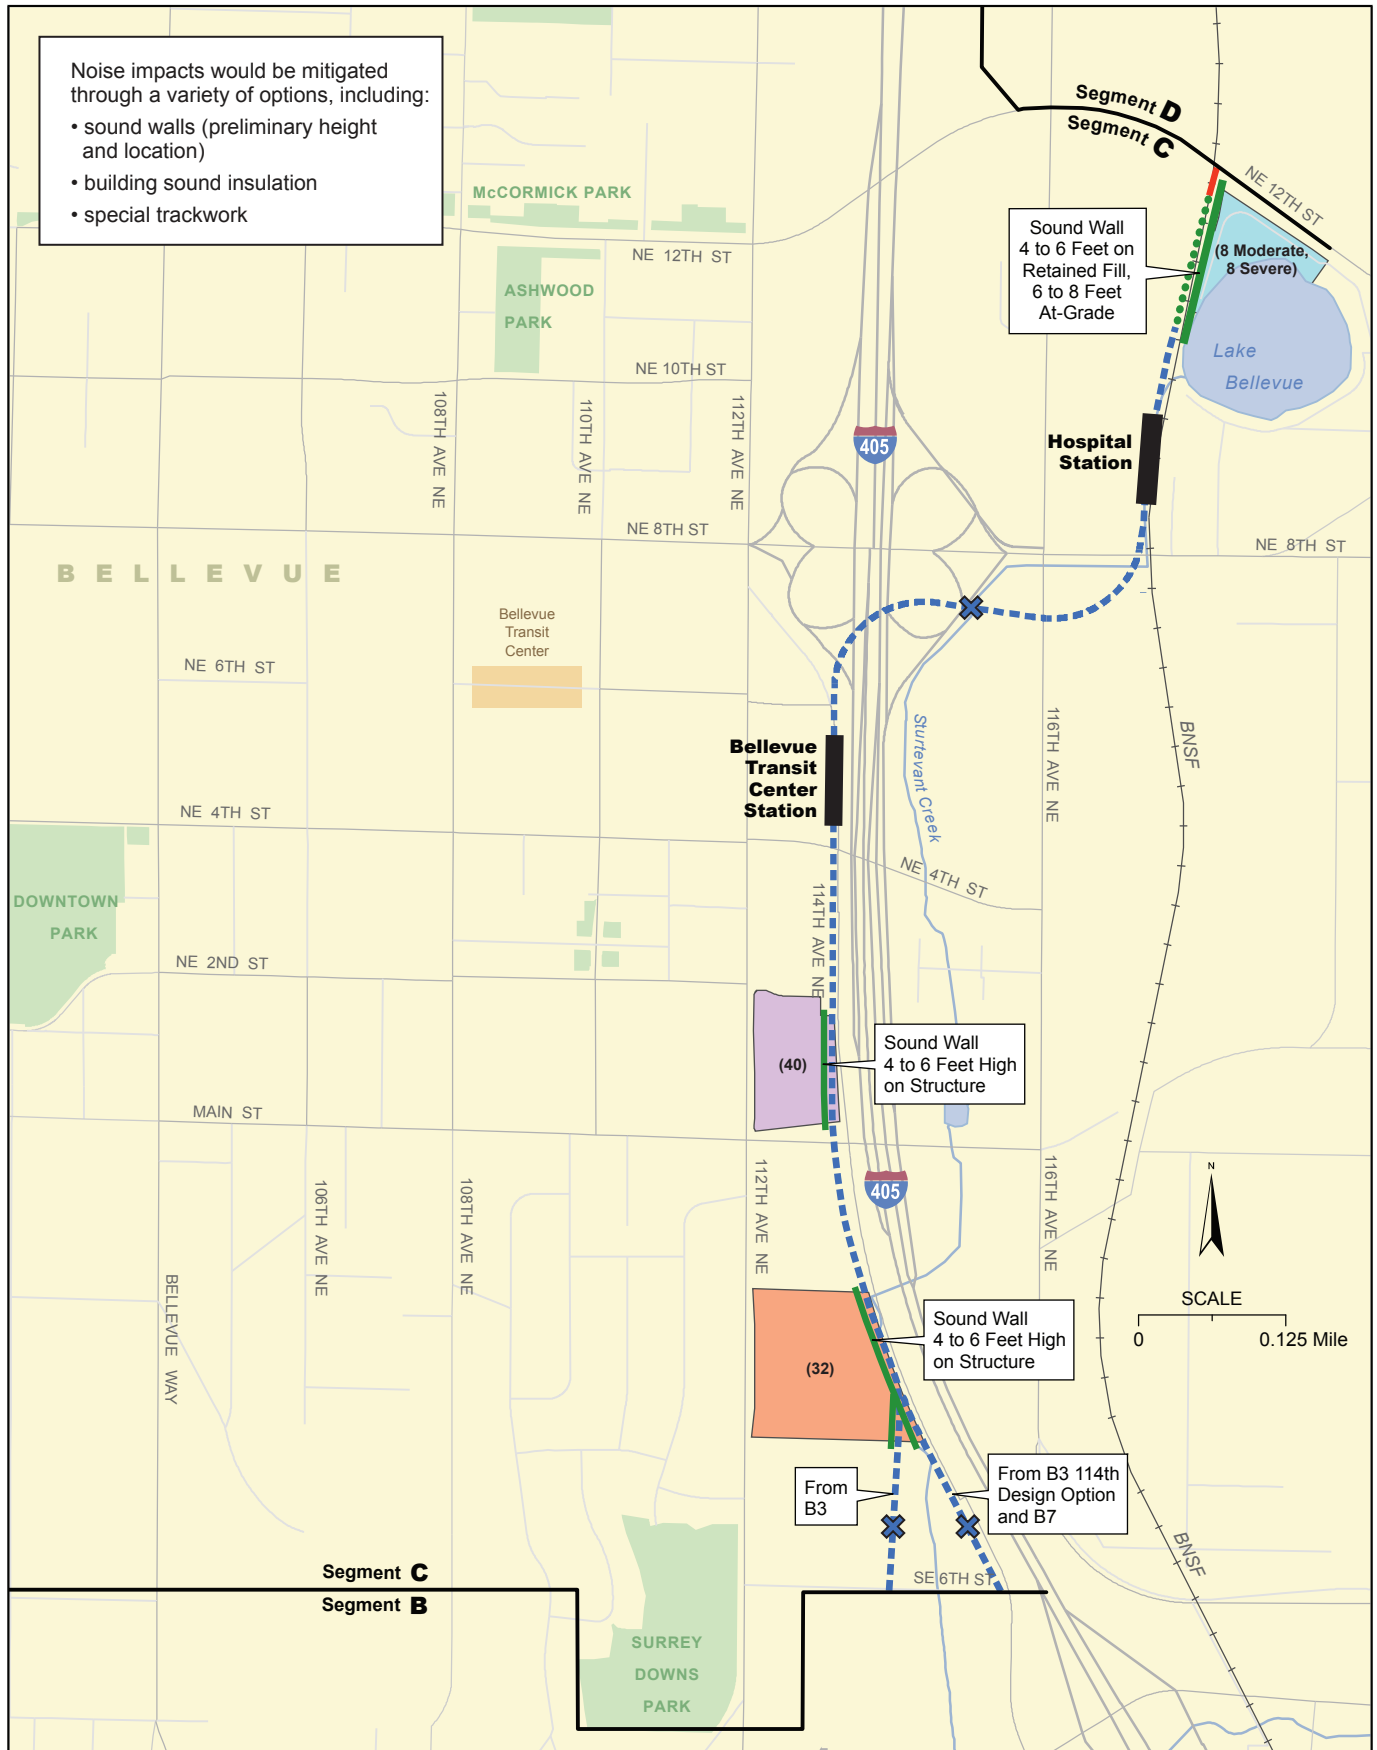 Noise impacts would be mitigated
through a variety of options, including:
• sound walls (preliminary height
and location)
• building sound insulation
• special trackwork
Segment D
Segment C
NE 12TH ST
McCORMICK PARK
NE 12TH ST
ASHWOOD
PARK
Sound Wall
4 to 6 Feet on
Retained Fill,
6 to 8 Feet
At-Grade
(8 Moderate,
8 Severe)
Lake
Bellevue
NE 10TH ST
108TH AVE NE
110TH AVE NE
112TH AVE NE
405
Hospital
Station
NE 8TH ST
NE 8TH ST
BELLEVUE
Bellevue
Transit
Center
NE 6TH ST
Sturtevant Creek
116TH AVE NE
BNSF
Bellevue
Transit
Center
Station
NE 4TH ST
NE 4TH ST
DOWNTOWN
PARK
114TH AVE NE
NE 2ND ST
(40)
Sound Wall
4 to 6 Feet High
on Structure
MAIN ST
106TH AVE NE
108TH AVE NE
112TH AVE NE
405
116TH AVE NE
N
SCALE
0 0.125 Mile
BELLEVUE WAY
(32)
Sound Wall
4 to 6 Feet High
on Structure
From
B3
From B3 114th
Design Option
and B7
BNSF
SE 6TH ST
Segment C
Segment B
SURREY
DOWNS
PARK